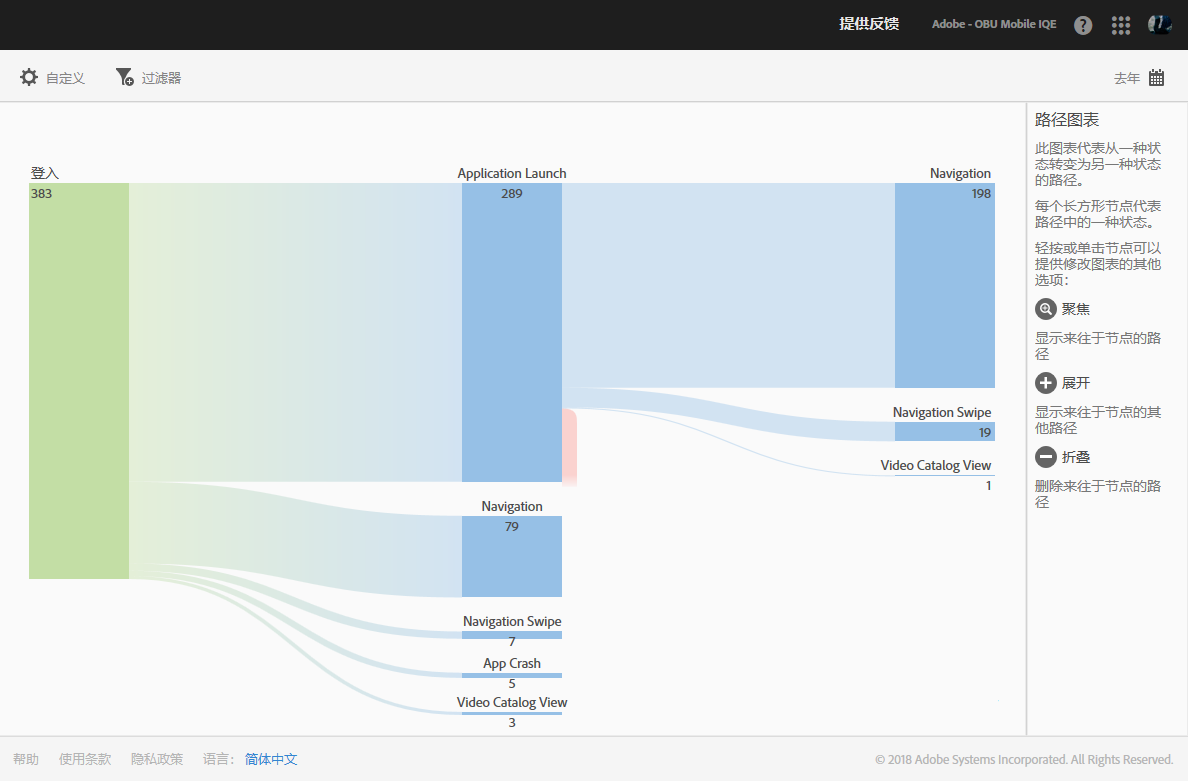 提供反馈 Adobe - OBU Mobile IQE
自定义 过滤器 去年
登入
383
Application Launch
289
Navigation
198
Navigation Swipe
19
Video Catalog View
1
Navigation
79
Navigation Swipe
7
App Crash
5
Video Catalog View
3
路径图表
此图表代表从一种状
态转变为另一种状态
的路径。
每个长方形节点代表
路径中的一种状态。
轻按或单击节点可以
提供修改图表的其他
选项：
聚焦
显示来往于节点的路
径
展开
显示来往于节点的其
他路径
折叠
删除来往于节点的路
径
帮助 使用条款 隐私政策 语言： 简体中文 © 2018 Adobe Systems Incorporated. All Rights Reserved.